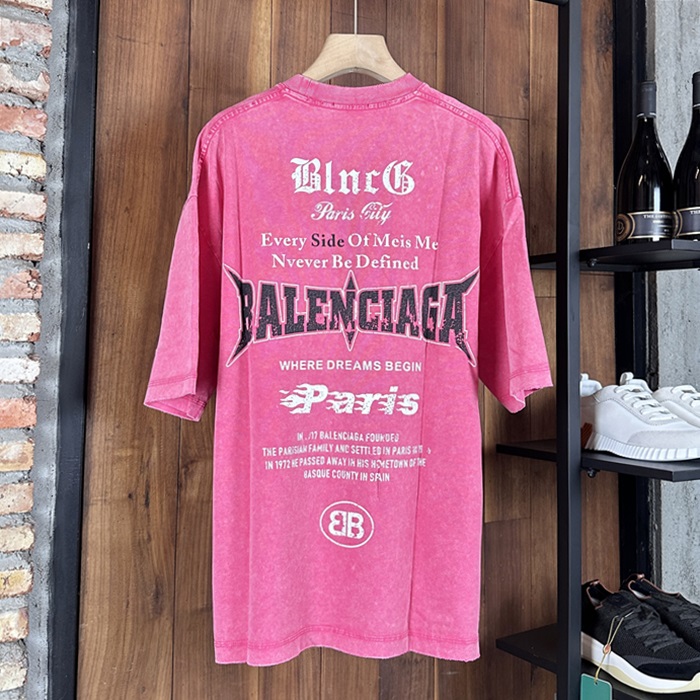 BlncG
Paris City
Every Side Of Meis Me
Nvever Be Defined
BALENCIAGA
WHERE DREAMS BEGIN
Paris
BALENCIAGA FOUNDED
THE PARISIAN FAMILY AND SETTLED IN PARIS
IN 1972 HE PASSED AWAY IN HIS HOMETOWN OF THE
BASQUE COUNTY IN SPAIN
BB